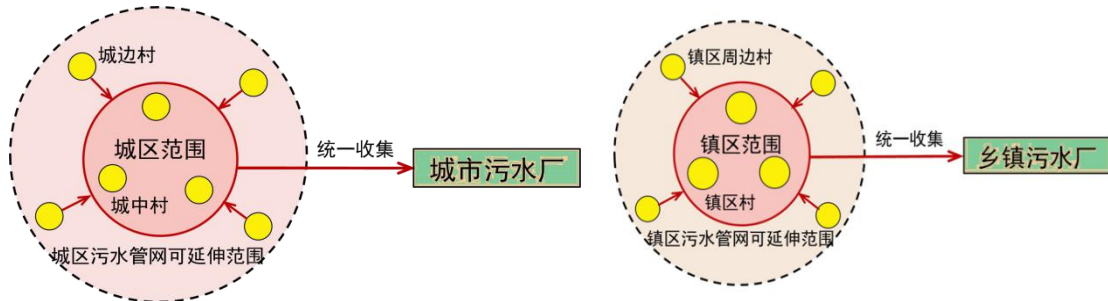 城边村
城区范围
城中村
城区污水管网可延伸范围
统一收集
城市污水厂
镇区周边村
镇区范围
镇区村
镇区污水管网可延伸范围
统一收集
乡镇污水厂